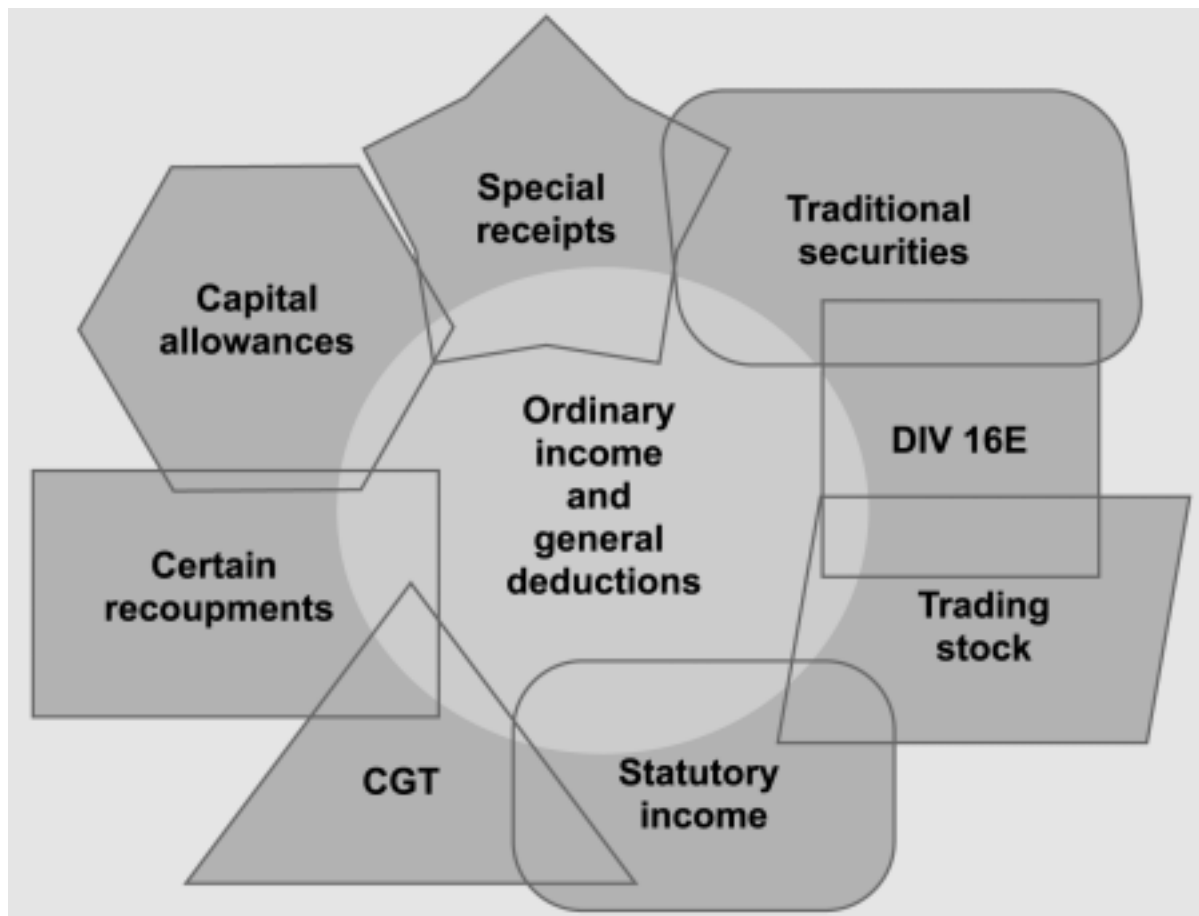 Special
receipts
Traditional
securities
Capital
allowances
Ordinary
income
and
general
deductions
DIV 16E
Certain
recoupments
Trading
stock
CGT
Statutory
income